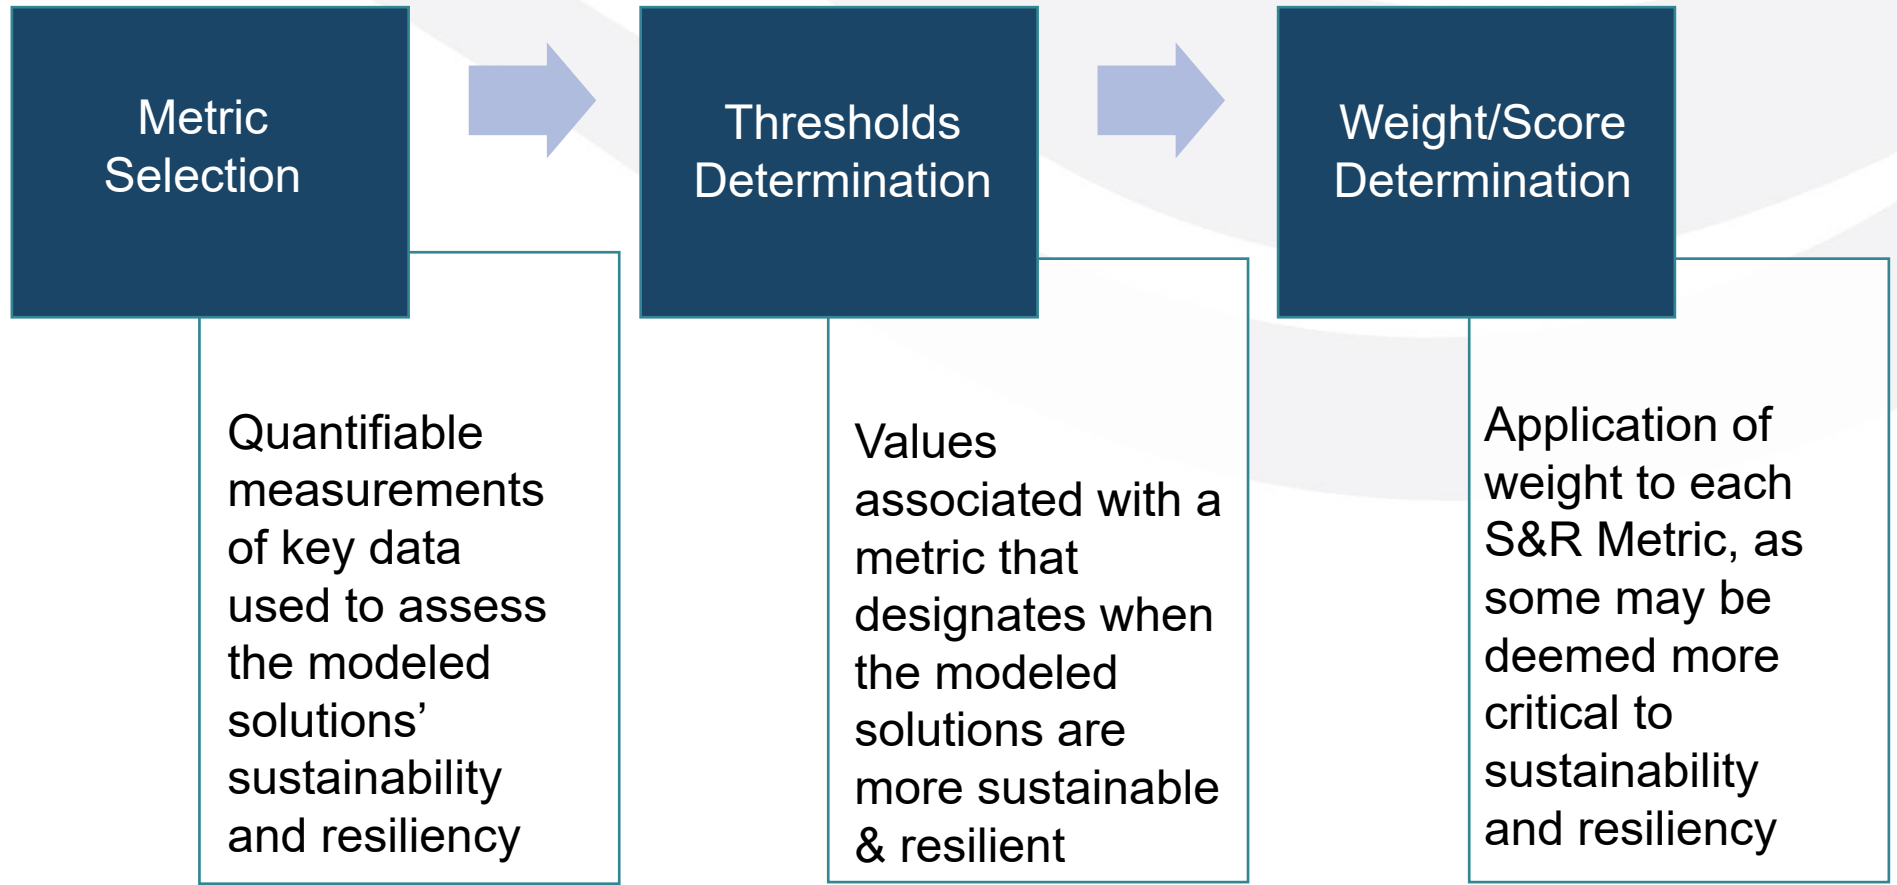 Metric
Selection
Thresholds
Determination
Weight/Score
Determination
Quantifiable
measurements
of key data
used to assess
the modeled
solutions’
sustainability
and resiliency
Values
associated with a
metric that
designates when
the modeled
solutions are
more sustainable
& resilient
Application of
weight to each
S&R Metric, as
some may be
deemed more
critical to
sustainability
and resiliency